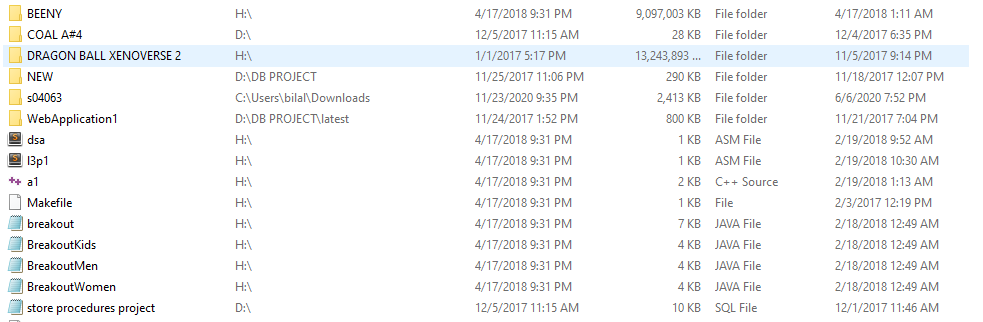 BEENY H:\ 4/17/2018 9:31 PM 9,097,003 KB File folder 4/17/2018 1:11 AM
COAL A#4 D:\ 12/5/2017 11:15 AM 28 KB File folder 12/4/2017 6:35 PM
DRAGON BALL XENOVERSE 2 H:\ 1/1/2017 5:17 PM 13,243,893 ... File folder 11/5/2017 9:14 PM
NEW D:\DB PROJECT 11/25/2017 11:06 PM 290 KB File folder 11/18/2017 12:07 PM
s04063 C:\Users\bilal\Downloads 11/23/2020 9:35 PM 2,413 KB File folder 6/6/2020 7:52 PM
WebApplication1 D:\DB PROJECT\latest 11/24/2017 1:52 PM 800 KB File folder 11/21/2017 7:04 PM
dsa H:\ 4/17/2018 9:31 PM 1 KB ASM File 2/19/2018 9:52 AM
l3p1 H:\ 4/17/2018 9:31 PM 1 KB ASM File 2/19/2018 10:30 AM
a1 H:\ 4/17/2018 9:31 PM 2 KB C++ Source 2/19/2018 1:13 AM
Makefile H:\ 4/17/2018 9:31 PM 1 KB File 2/3/2017 12:19 PM
breakout H:\ 4/17/2018 9:31 PM 7 KB JAVA File 2/18/2018 12:49 AM
BreakoutKids H:\ 4/17/2018 9:31 PM 4 KB JAVA File 2/18/2018 12:49 AM
BreakoutMen H:\ 4/17/2018 9:31 PM 4 KB JAVA File 2/18/2018 12:49 AM
BreakoutWomen H:\ 4/17/2018 9:31 PM 4 KB JAVA File 2/18/2018 12:49 AM
store procedures project D:\ 12/5/2017 11:15 AM 10 KB SQL File 12/1/2017 11:46 AM